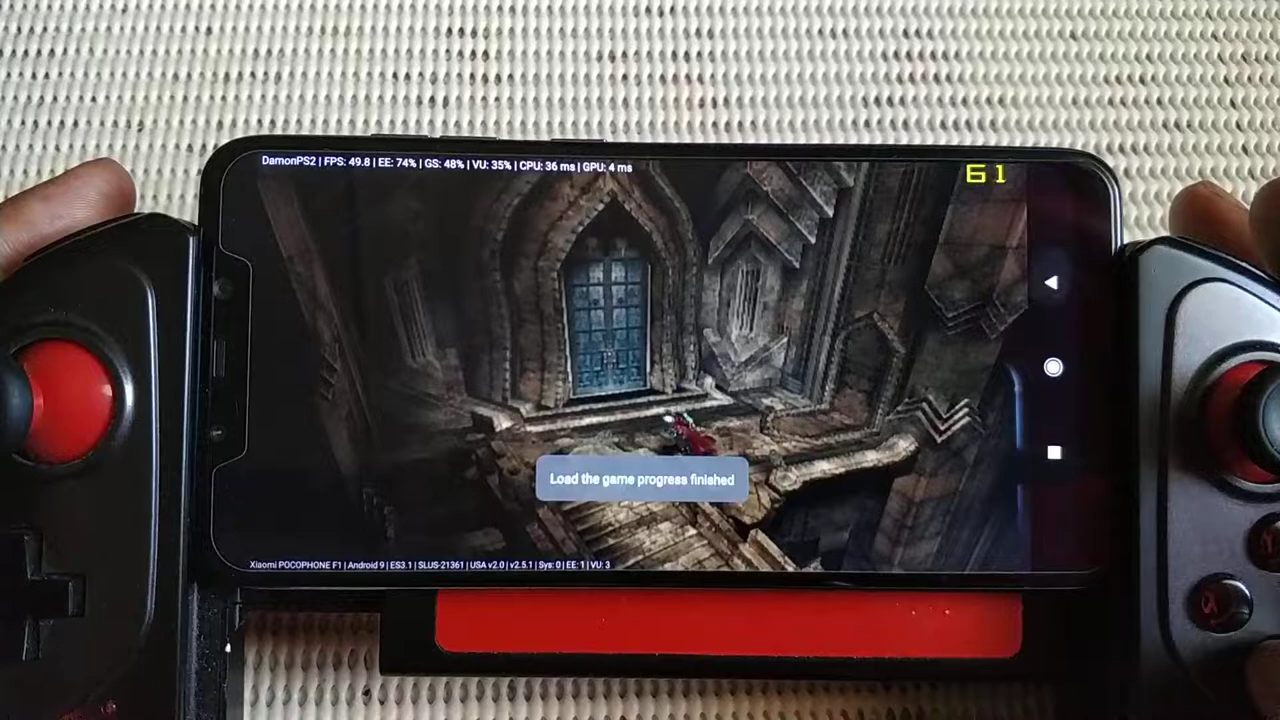 DamonPS2 | FPS: 49.8 | EE: 74% | GS: 48% | VU: 35% | CPU: 36 ms | GPU: 4 ms
61
Load the game progress finished
Xiaomi POCOPHONE F1 | Android 9 | ES3.1 | SLUS-21361 | USA v2.0 | v2.5.1 | Sys: 0 | EE: 1 | VU: 3